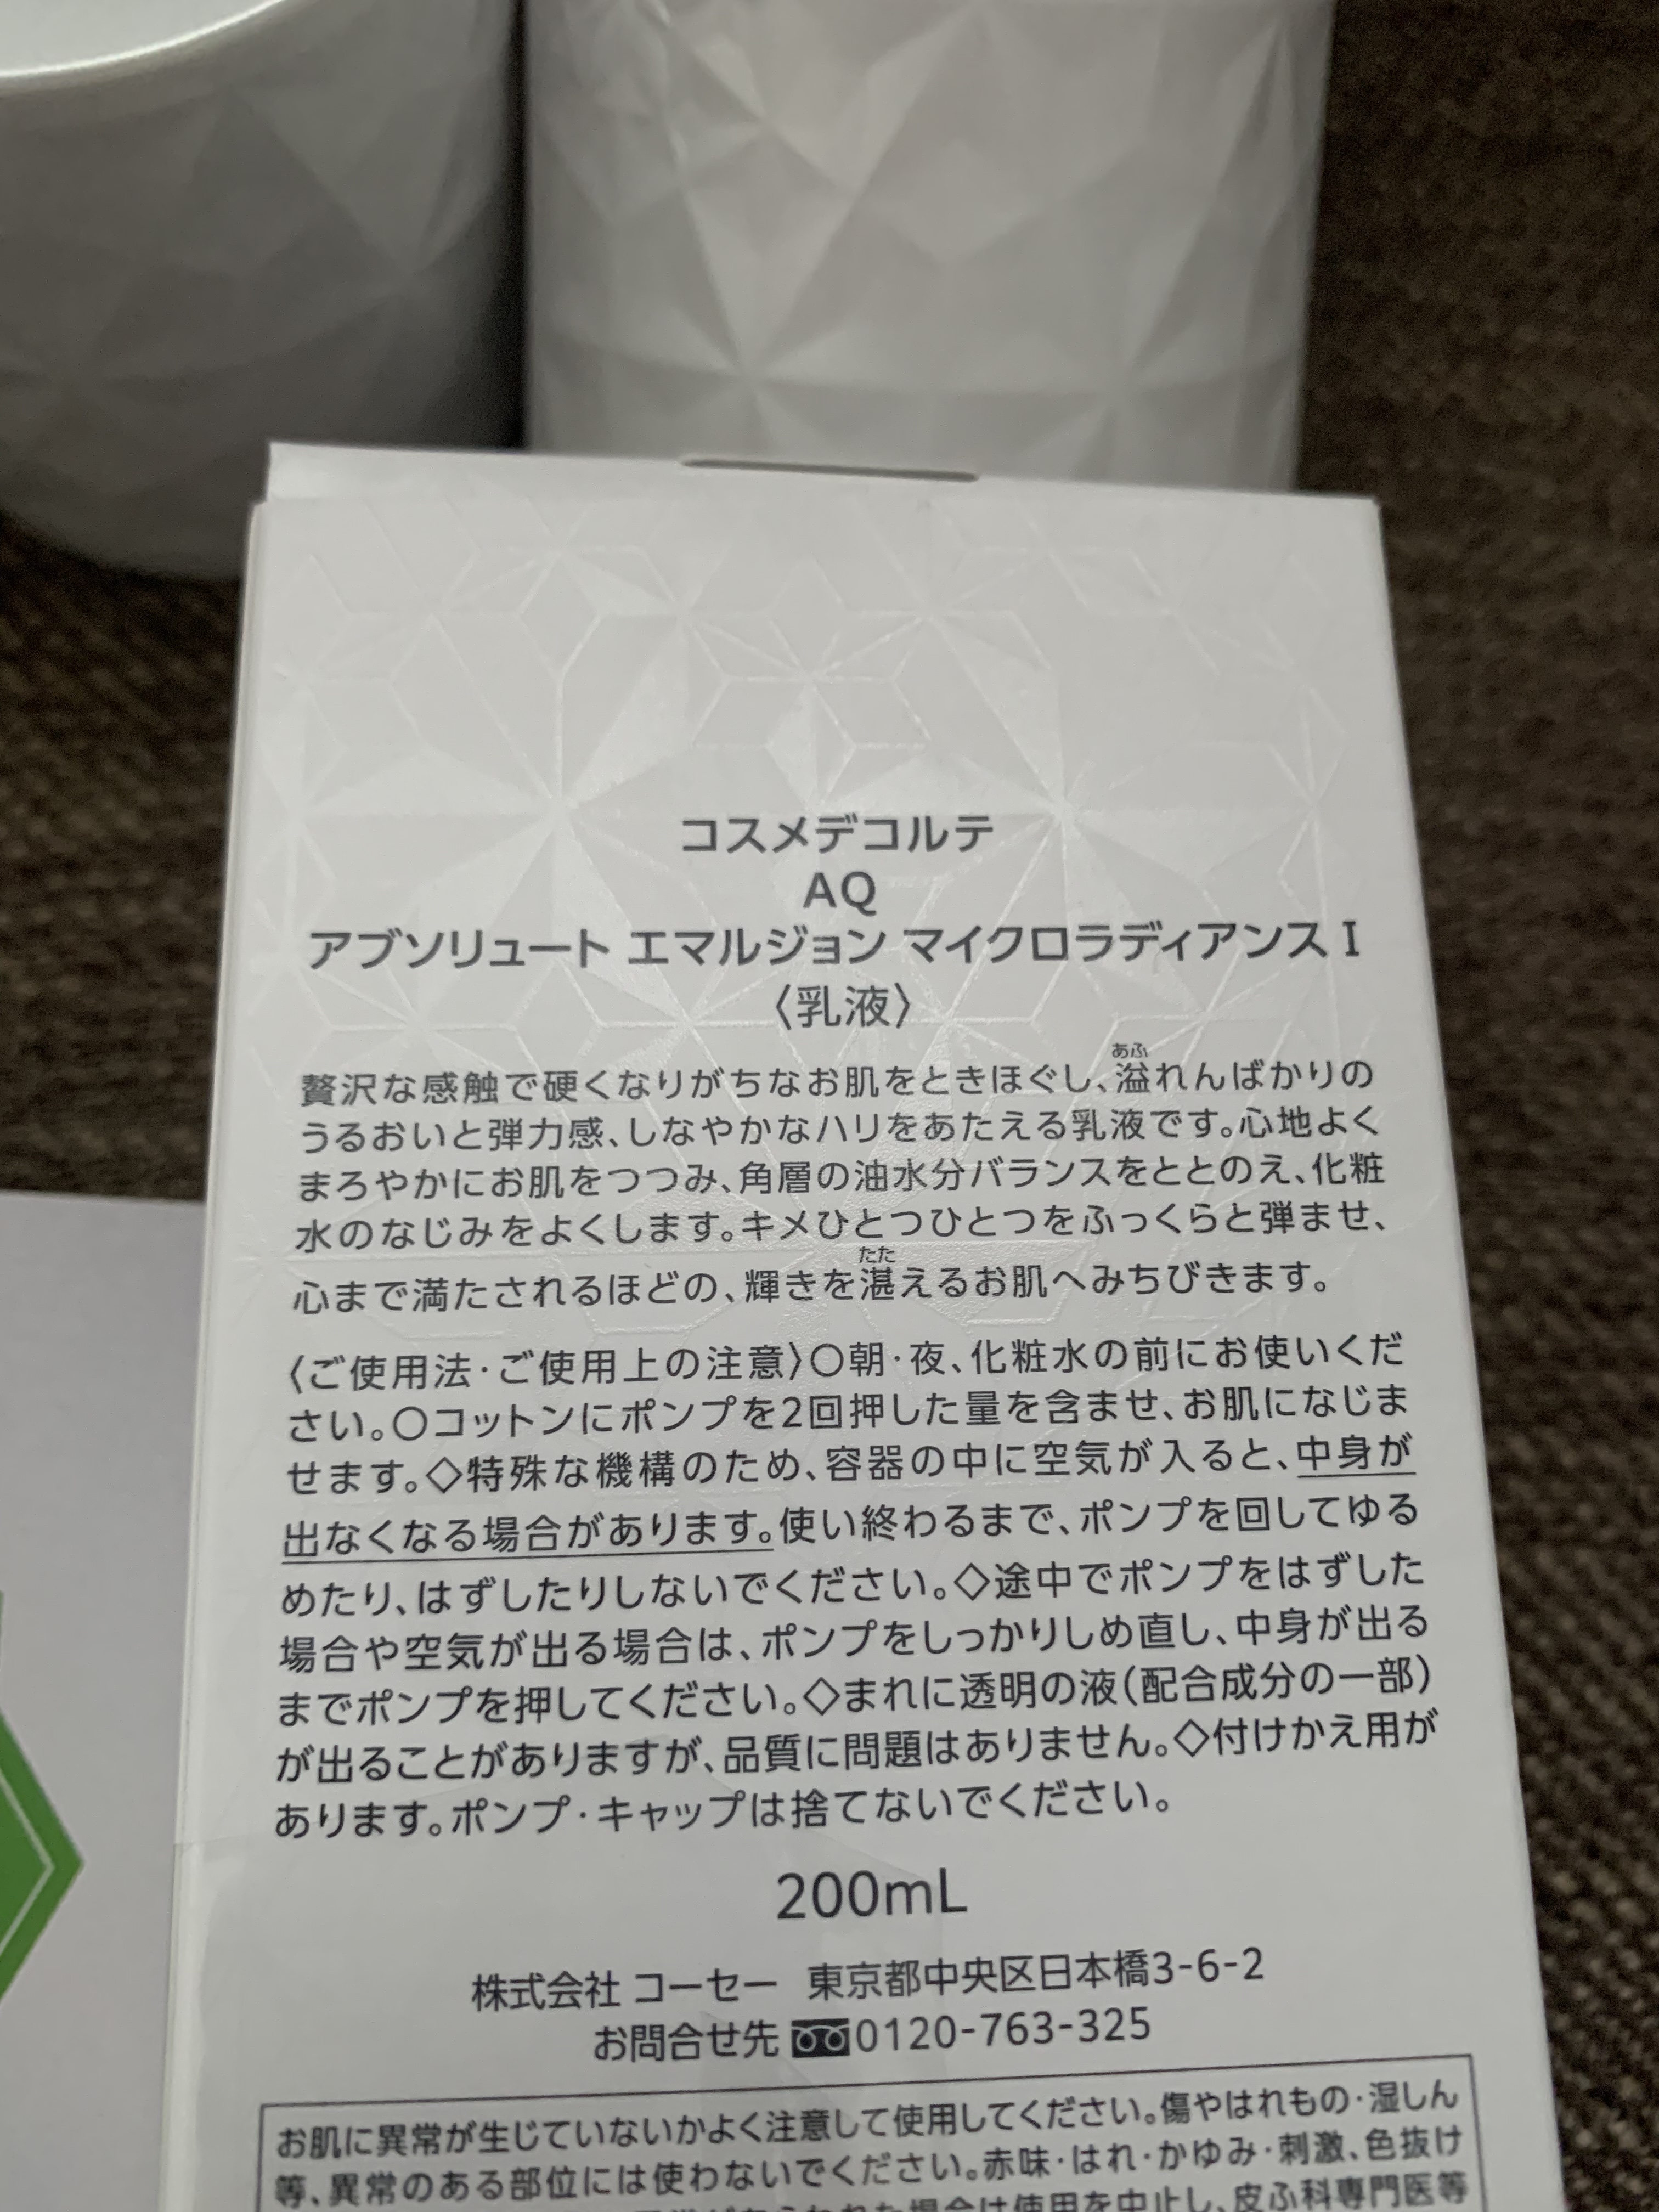 コスメデコルテ
AQ
アブソリュート エマルジョン マイクロラディアンス I
〈乳液〉
贅沢な感触で硬くなりがちなお肌をときほぐし、溢れんばかりの
あふ
うるおいと弾力感、しなやかなハリをあたえる乳液です。心地よく
まろやかにお肌をつつみ、角層の油水分バランスをととのえ、化粧
水のなじみをよくします。キメひとつひとつをふっくらと弾ませ、
たた
心まで満たされるほどの、輝きを湛えるお肌へみちびきます。
〈ご使用法・ご使用上の注意〉○朝・夜、化粧水の前にお使いくだ
さい。○コットンにポンプを2回押した量を含ませ、お肌になじま
せます。◇特殊な機構のため、容器の中に空気が入ると、中身が
出なくなる場合があります。使い終わるまで、ポンプを回してゆる
めたり、はずしたりしないでください。◇途中でポンプをはずした
場合や空気が出る場合は、ポンプをしっかりしめ直し、中身が出る
までポンプを押してください。◇まれに透明の液(配合成分の一部)
が出ることがありますが、品質に問題はありません。◇付けかえ用が
あります。ポンプ・キャップは捨てないでください。
200mL
株式会社 コーセー 東京都中央区日本橋3-6-2
お問合せ先 0120-763-325
お肌に異常が生じていないかよく注意して使用してください。傷やはれもの・湿しん
等、異常のある部位には使わないでください。赤味・はれ・かゆみ・刺激、色抜け
場合は使用を中止し、皮ふ科専門医等